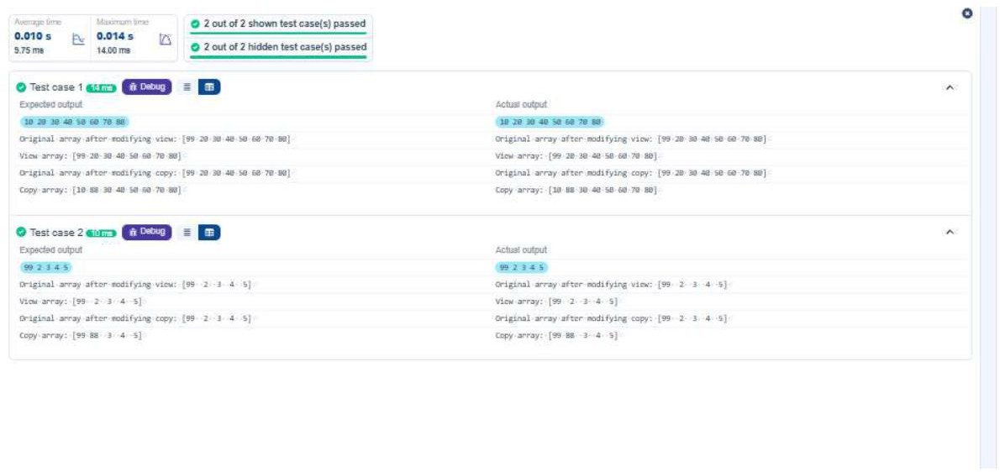 Average time
Maximum time
0.010 s
0.014 s
5.75 ms
14.00 ms
2 out of 2 shown test case(s) passed
2 out of 2 hidden test case(s) passed
Test case 1 14 ms Debug
Expected output
Actual output
10 20 30 40 50 60 70 80
10 20 30 40 50 60 70 80
Original array after modifying view: [99 20 30 40 50 60 70 80]
Original array after modifying view: [99 20 30 40 50 60 70 80]
View array: [99 20 30 40 50 60 70 80]
View array: [99 20 30 40 50 60 70 80]
Original array after modifying copy: [99 20 30 40 50 60 70 80]
Original array after modifying copy: [99 20 30 40 50 60 70 80]
Copy array: [10 88 30 40 50 60 70 80]
Copy array: [10 88 30 40 50 60 70 80]
Test case 2 10 ms Debug
Expected output
Actual output
99 2 3 4 5
99 2 3 4 5
Original array after modifying view: [99  2  3  4  5]
Original array after modifying view: [99  2  3  4  5]
View array: [99  2  3  4  5]
View array: [99  2  3  4  5]
Original array after modifying copy: [99  2  3  4  5]
Original array after modifying copy: [99  2  3  4  5]
Copy array: [99 88  3  4  5]
Copy array: [99 88  3  4  5]